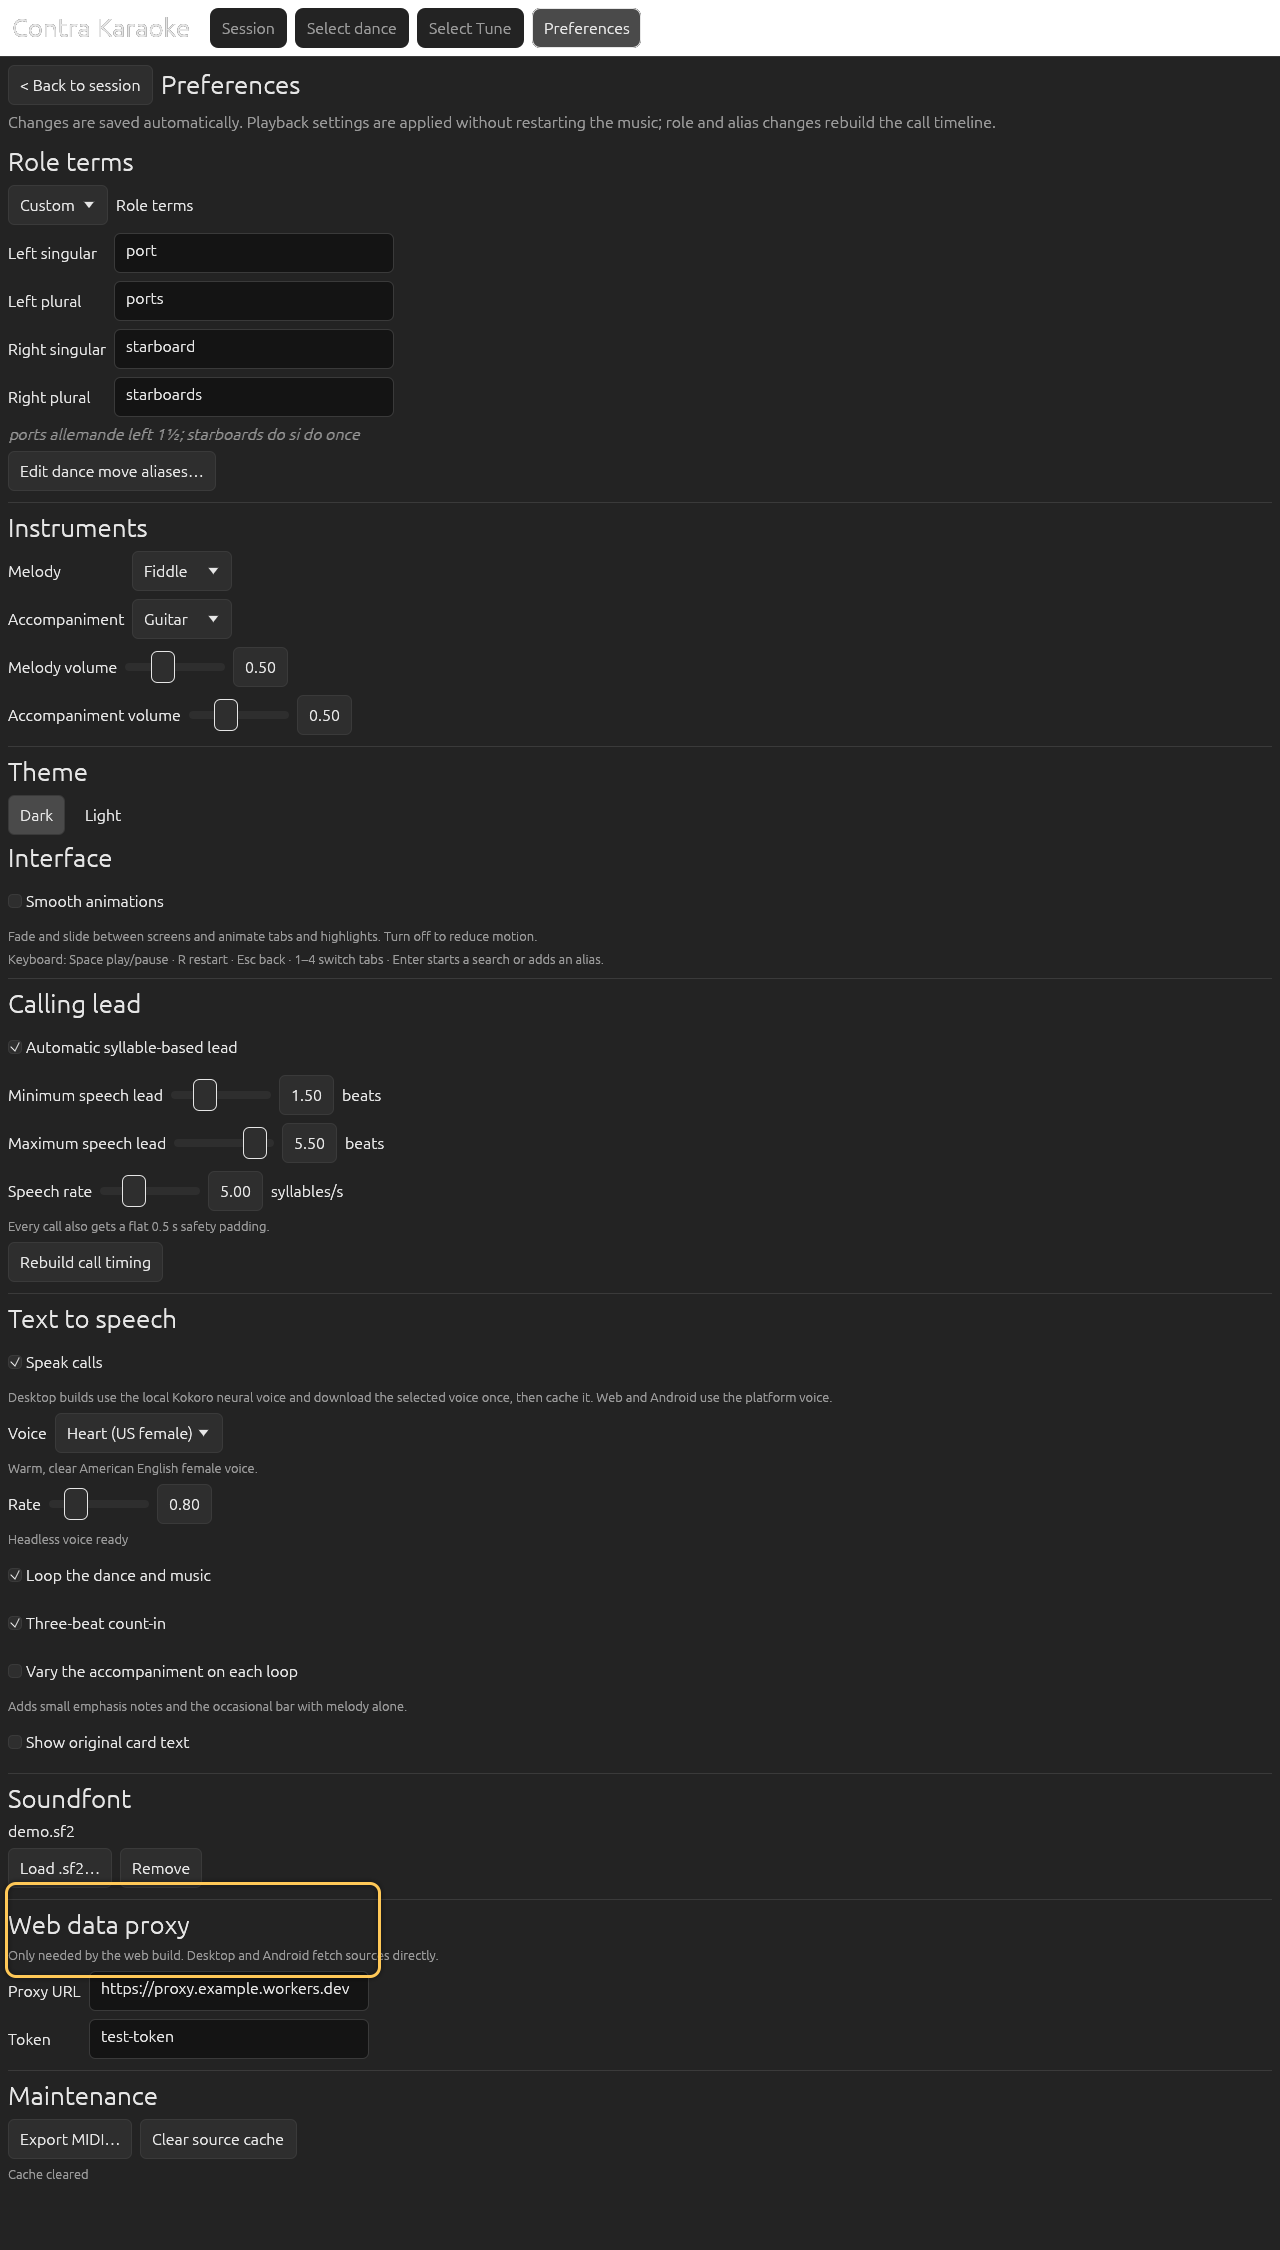 Contra Karaoke Session Select dance Select Tune Preferences
< Back to session Preferences
Changes are saved automatically. Playback settings are applied without restarting the music; role and alias changes rebuild the call timeline.
Role terms
Custom Role terms
Left singular port
Left plural ports
Right singular starboard
Right plural starboards
ports allemande left 1½; starboards do si do once
Edit dance move aliases…
Instruments
Melody Fiddle
Accompaniment Guitar
Melody volume 0.50
Accompaniment volume 0.50
Theme
Dark Light
Interface
Smooth animations
Fade and slide between screens and animate tabs and highlights. Turn off to reduce motion.
Keyboard: Space play/pause · R restart · Esc back · 1–4 switch tabs · Enter starts a search or adds an alias.
Calling lead
Automatic syllable-based lead
Minimum speech lead 1.50 beats
Maximum speech lead 5.50 beats
Speech rate 5.00 syllables/s
Every call also gets a flat 0.5 s safety padding.
Rebuild call timing
Text to speech
Speak calls
Desktop builds use the local Kokoro neural voice and download the selected voice once, then cache it. Web and Android use the platform voice.
Voice Heart (US female)
Warm, clear American English female voice.
Rate 0.80
Headless voice ready
Loop the dance and music
Three-beat count-in
Vary the accompaniment on each loop
Adds small emphasis notes and the occasional bar with melody alone.
Show original card text
Soundfont
demo.sf2
Load .sf2… Remove
Web data proxy
Only needed by the web build. Desktop and Android fetch sources directly.
Proxy URL https://proxy.example.workers.dev
Token test-token
Maintenance
Export MIDI… Clear source cache
Cache cleared